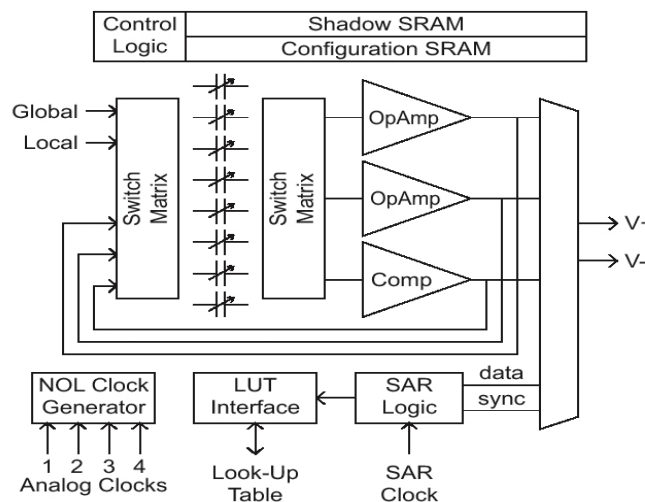 Control
Logic
Shadow SRAM
Configuration SRAM
Global
Local
Switch
Matrix
Switch
Matrix
OpAmp
OpAmp
Comp
V-
V-
NOL Clock
Generator
LUT
Interface
SAR
Logic
data
sync
1 2 3 4
Analog Clocks
Look-Up
Table
SAR
Clock